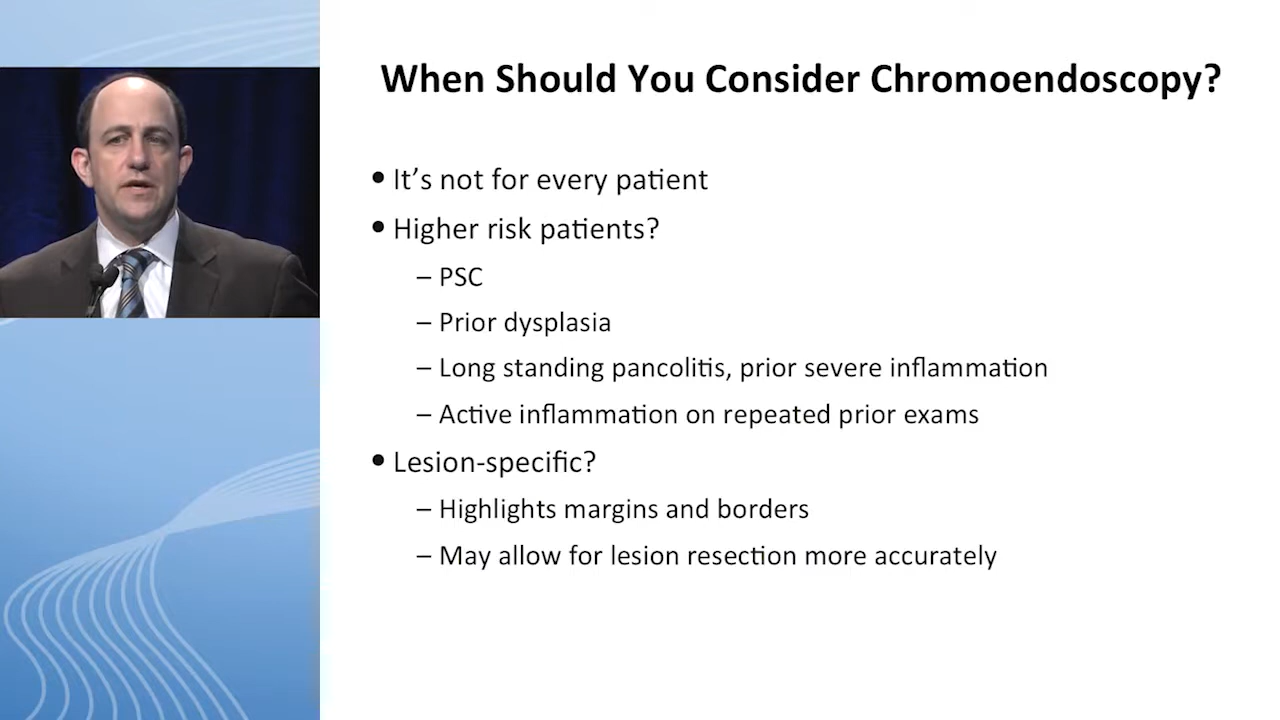 When Should You Consider Chromoendoscopy?
• It’s not for every patient
• Higher risk patients?
– PSC
– Prior dysplasia
– Long standing pancolitis, prior severe inflammation
– Active inflammation on repeated prior exams
• Lesion-specific?
– Highlights margins and borders
– May allow for lesion resection more accurately